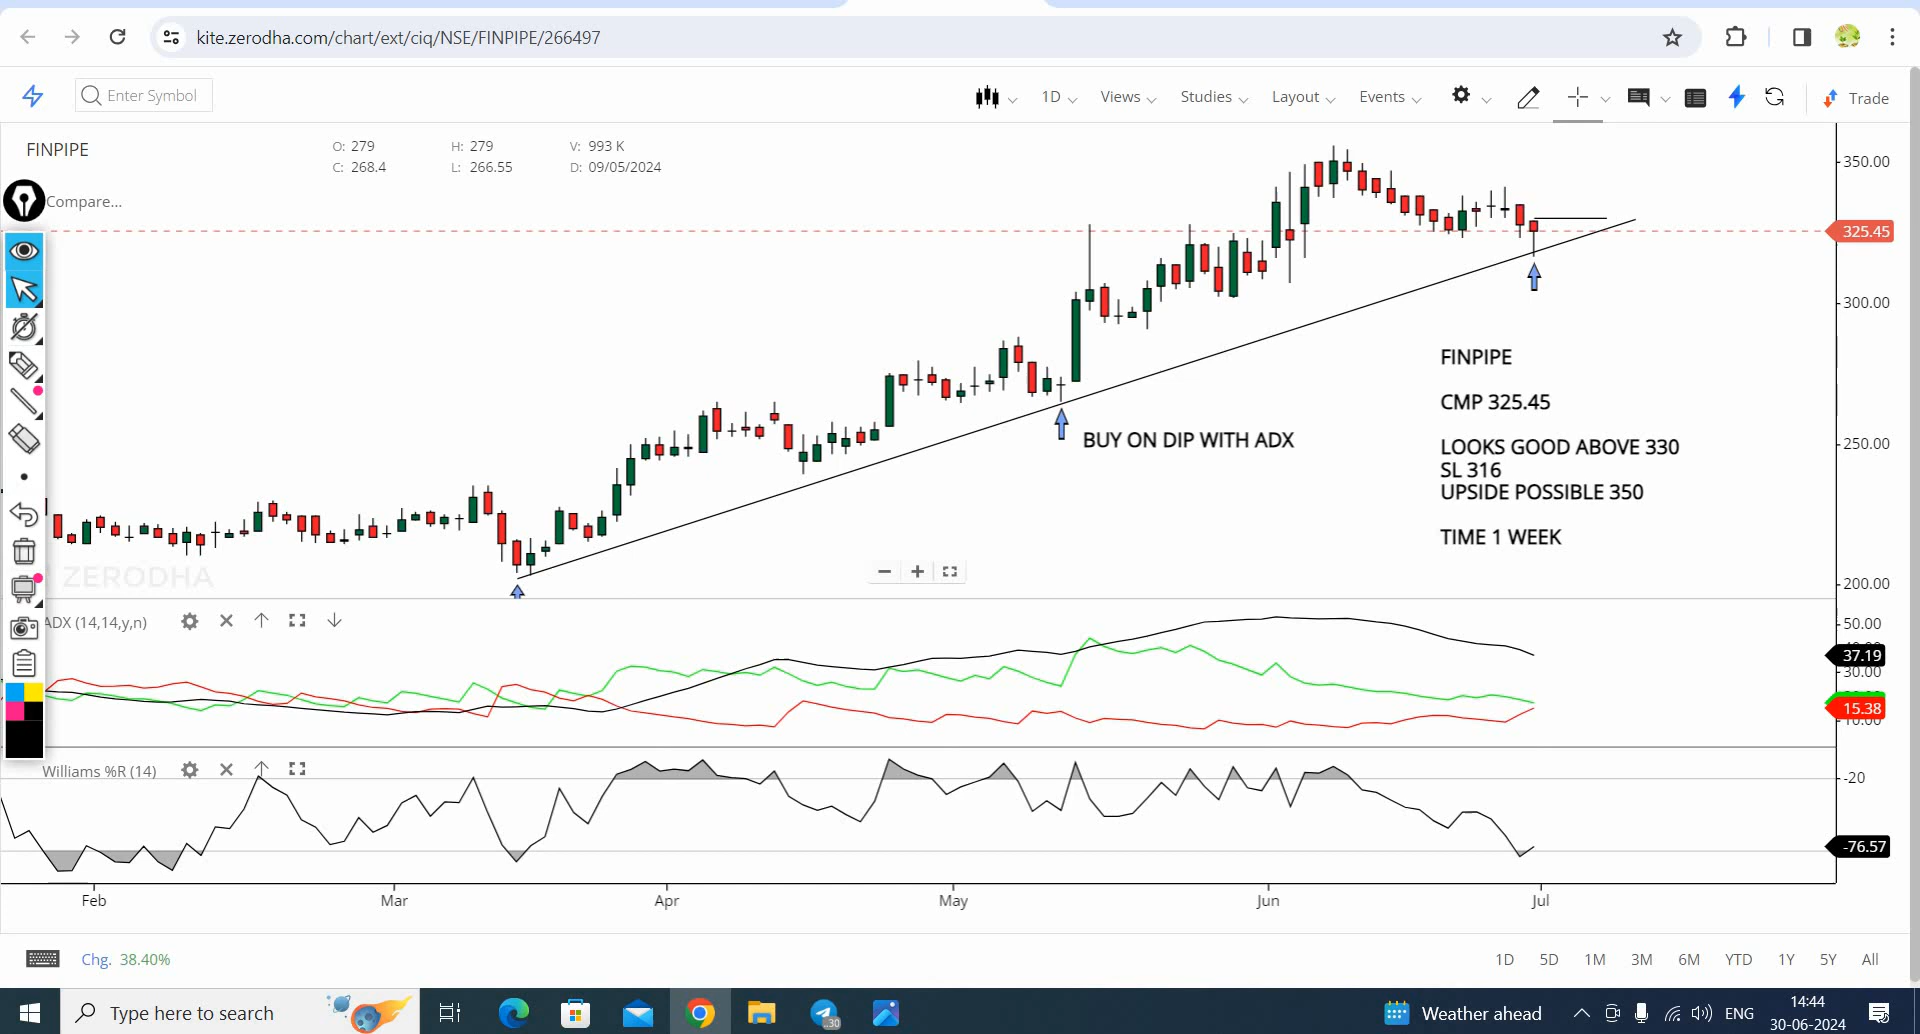 kite.zerodha.com/chart/ext/ciq/NSE/FINPIPE/266497
Enter Symbol
1D
Views
Studies
Layout
Events
Trade
FINPIPE
O: 279
H: 279
V: 993 K
C: 268.4
L: 266.55
D: 09/05/2024
Compare...
350.00
325.45
300.00
250.00
200.00
FINPIPE
CMP 325.45
BUY ON DIP WITH ADX
LOOKS GOOD ABOVE 330
SL 316
UPSIDE POSSIBLE 350
TIME 1 WEEK
ZERODHA
ADX (14,14,y,n)
50.00
37.19
30.00
15.38
10.00
Williams %R (14)
-20
-76.57
Feb
Mar
Apr
May
Jun
Jul
Chg. 38.40%
1D
5D
1M
3M
6M
YTD
1Y
5Y
All
Type here to search
30
Weather ahead
ENG
14:44
30-06-2024